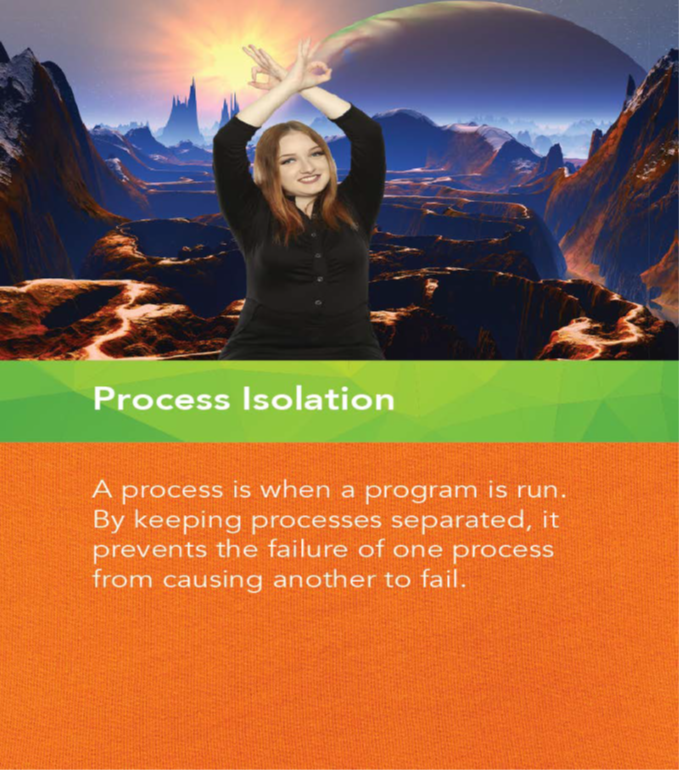 Process Isolation
A process is when a program is run.
By keeping processes separated, it
prevents the failure of one process
from causing another to fail.